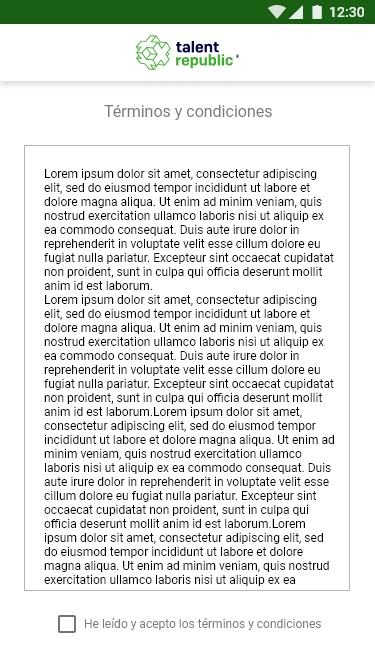 12:30
talent
republic
Términos y condiciones
Lorem ipsum dolor sit amet, consectetur adipiscing
elit, sed do eiusmod tempor incididunt ut labore et
dolore magna aliqua. Ut enim ad minim veniam, quis
nostrud exercitation ullamco laboris nisi ut aliquip ex
ea commodo consequat. Duis aute irure dolor in
reprehenderit in voluptate velit esse cillum dolore eu
fugiat nulla pariatur. Excepteur sint occaecat cupidatat
non proident, sunt in culpa qui officia deserunt mollit
anim id est laborum.
Lorem ipsum dolor sit amet, consectetur adipiscing
elit, sed do eiusmod tempor incididunt ut labore et
dolore magna aliqua. Ut enim ad minim veniam, quis
nostrud exercitation ullamco laboris nisi ut aliquip ex
ea commodo consequat. Duis aute irure dolor in
reprehenderit in voluptate velit esse cillum dolore eu
fugiat nulla pariatur. Excepteur sint occaecat cupidatat
non proident, sunt in culpa qui officia deserunt mollit
anim id est laborum.Lorem ipsum dolor sit amet,
consectetur adipiscing elit, sed do eiusmod tempor
incididunt ut labore et dolore magna aliqua. Ut enim ad
minim veniam, quis nostrud exercitation ullamco
laboris nisi ut aliquip ex ea commodo consequat. Duis
aute irure dolor in reprehenderit in voluptate velit esse
cillum dolore eu fugiat nulla pariatur. Excepteur sint
occaecat cupidatat non proident, sunt in culpa qui
officia deserunt mollit anim id est laborum.Lorem
ipsum dolor sit amet, consectetur adipiscing elit, sed
do eiusmod tempor incididunt ut labore et dolore
magna aliqua. Ut enim ad minim veniam, quis nostrud
exercitation ullamco laboris nisi ut aliquip ex ea
He leído y acepto los términos y condiciones